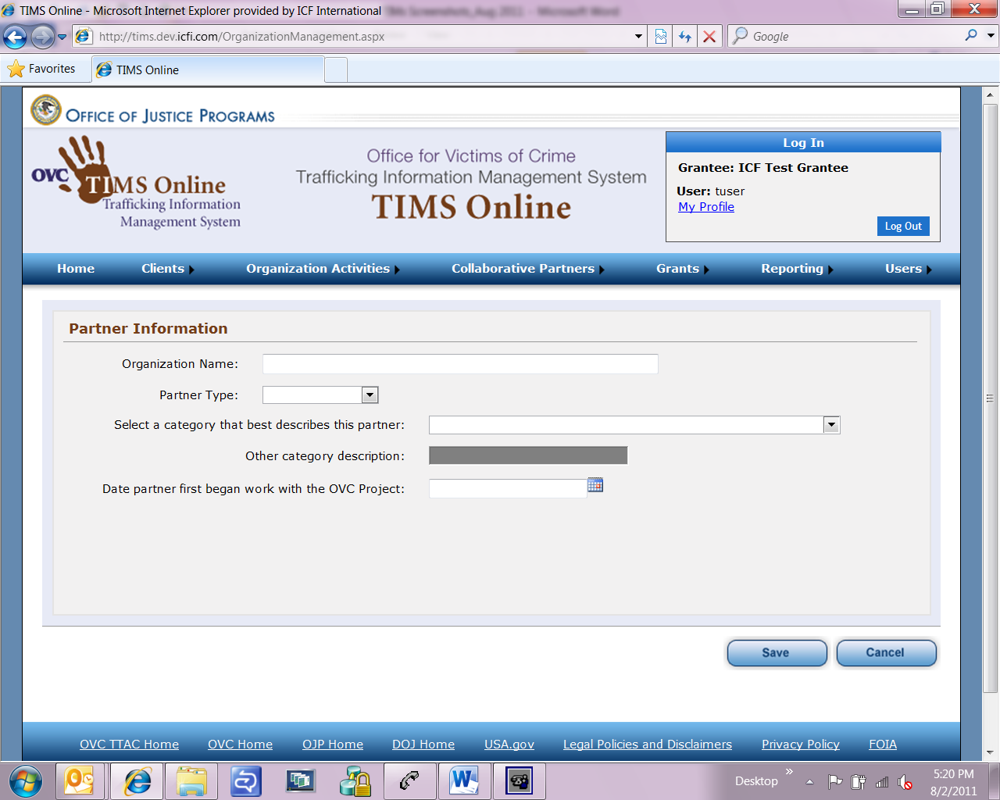 TIMS Online - Microsoft Internet Explorer provided by ICF International
TIMs Screenshots_Aug 2011 - Microsoft Word
http://tims.dev.icfi.com/OrganizationManagement.aspx
Google
Favorites
TIMS Online
OFFICE OF JUSTICE PROGRAMS
OVC
TIMS Online
Trafficking Information
Management System
Office for Victims of Crime
Trafficking Information Management System
TIMS Online
Log In
Grantee: ICF Test Grantee
User: tuser
My Profile
Log Out
Home Clients Organization Activities Collaborative Partners Grants Reporting Users
Partner Information
Organization Name:
Partner Type:
Select a category that best describes this partner:
Other category description:
Date partner first began work with the OVC Project:
Save Cancel
OVC TTAC Home OVC Home OJP Home DOJ Home USA.gov Legal Policies and Disclaimers Privacy Policy FOIA
Desktop
5:20 PM
8/2/2011